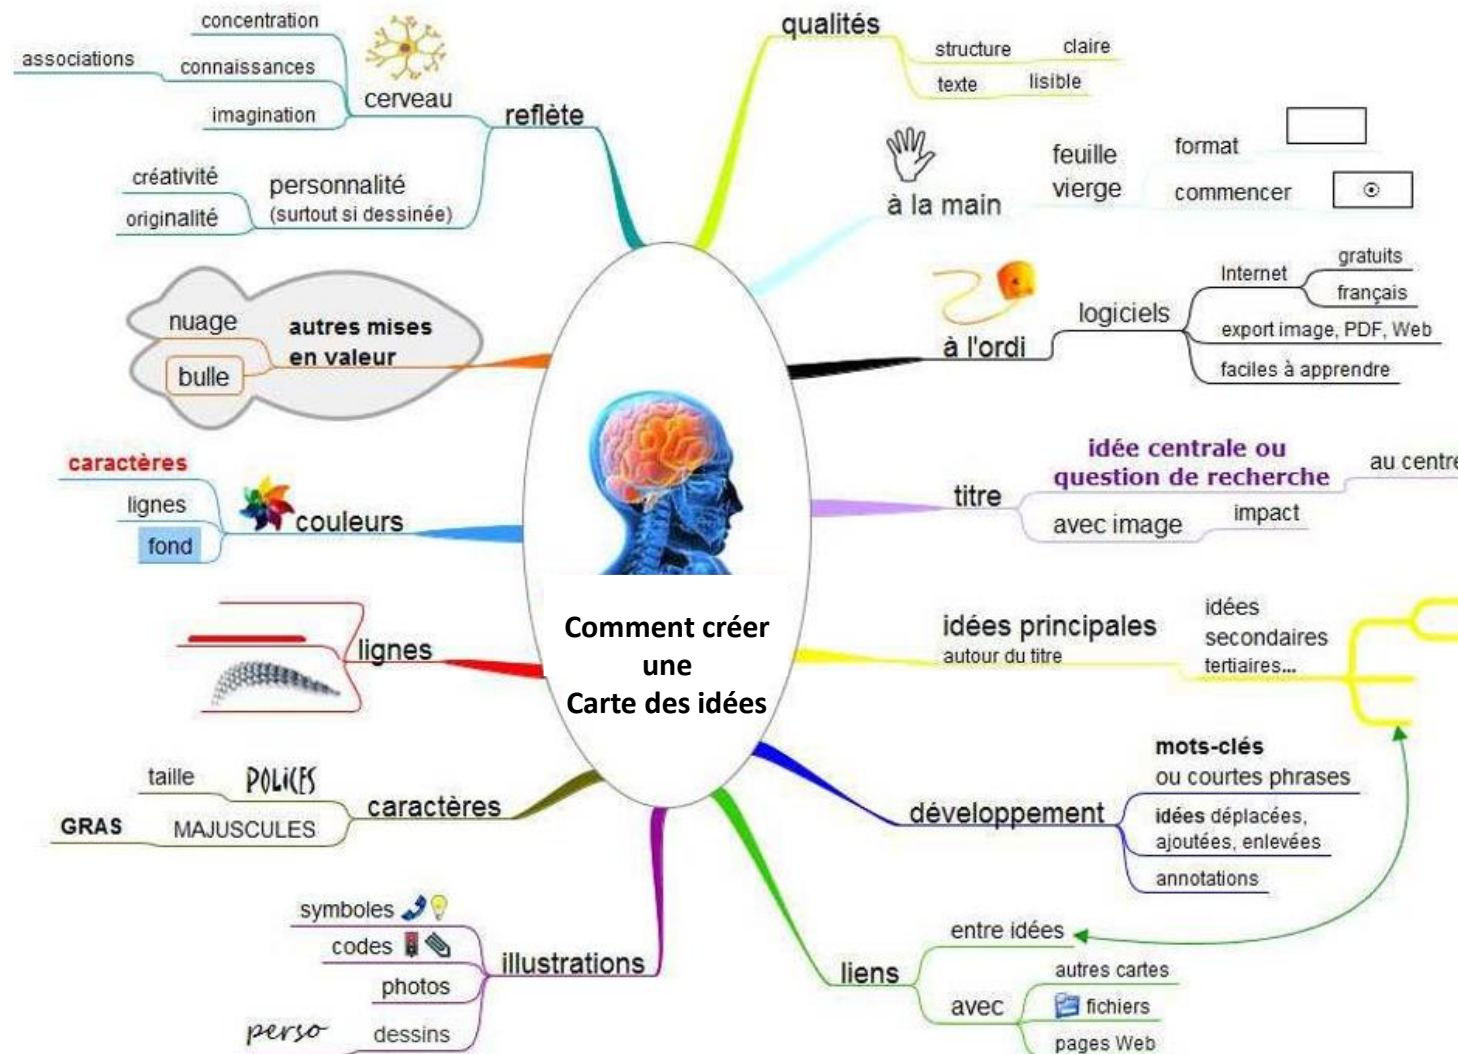 qualités
structure
claire
texte
lisible
à la main
feuille
vierge
format
commencer
à l'ordi
logiciels
Internet
gratuits
français
export image, PDF, Web
faciles à apprendre
titre
idée centrale ou
question de recherche
au centre
avec image
impact
idées principales
autour du titre
idées
secondaires
tertiaires...
développement
mots-clés
ou courtes phrases
idées déplacées,
ajoutées, enlevées
annotations
liens
entre idées
avec
autres cartes
fichiers
pages Web
Comment créer
une
Carte des idées
reflète
cerveau
concentration
connaissances
associations
imagination
personnalité
(surtout si dessinée)
créativité
originalité
autres mises
en valeur
nuage
bulle
couleurs
caractères
lignes
fond
lignes
caractères
POLICES
taille
MAJUSCULES
GRAS
illustrations
symboles
codes
photos
dessins
perso